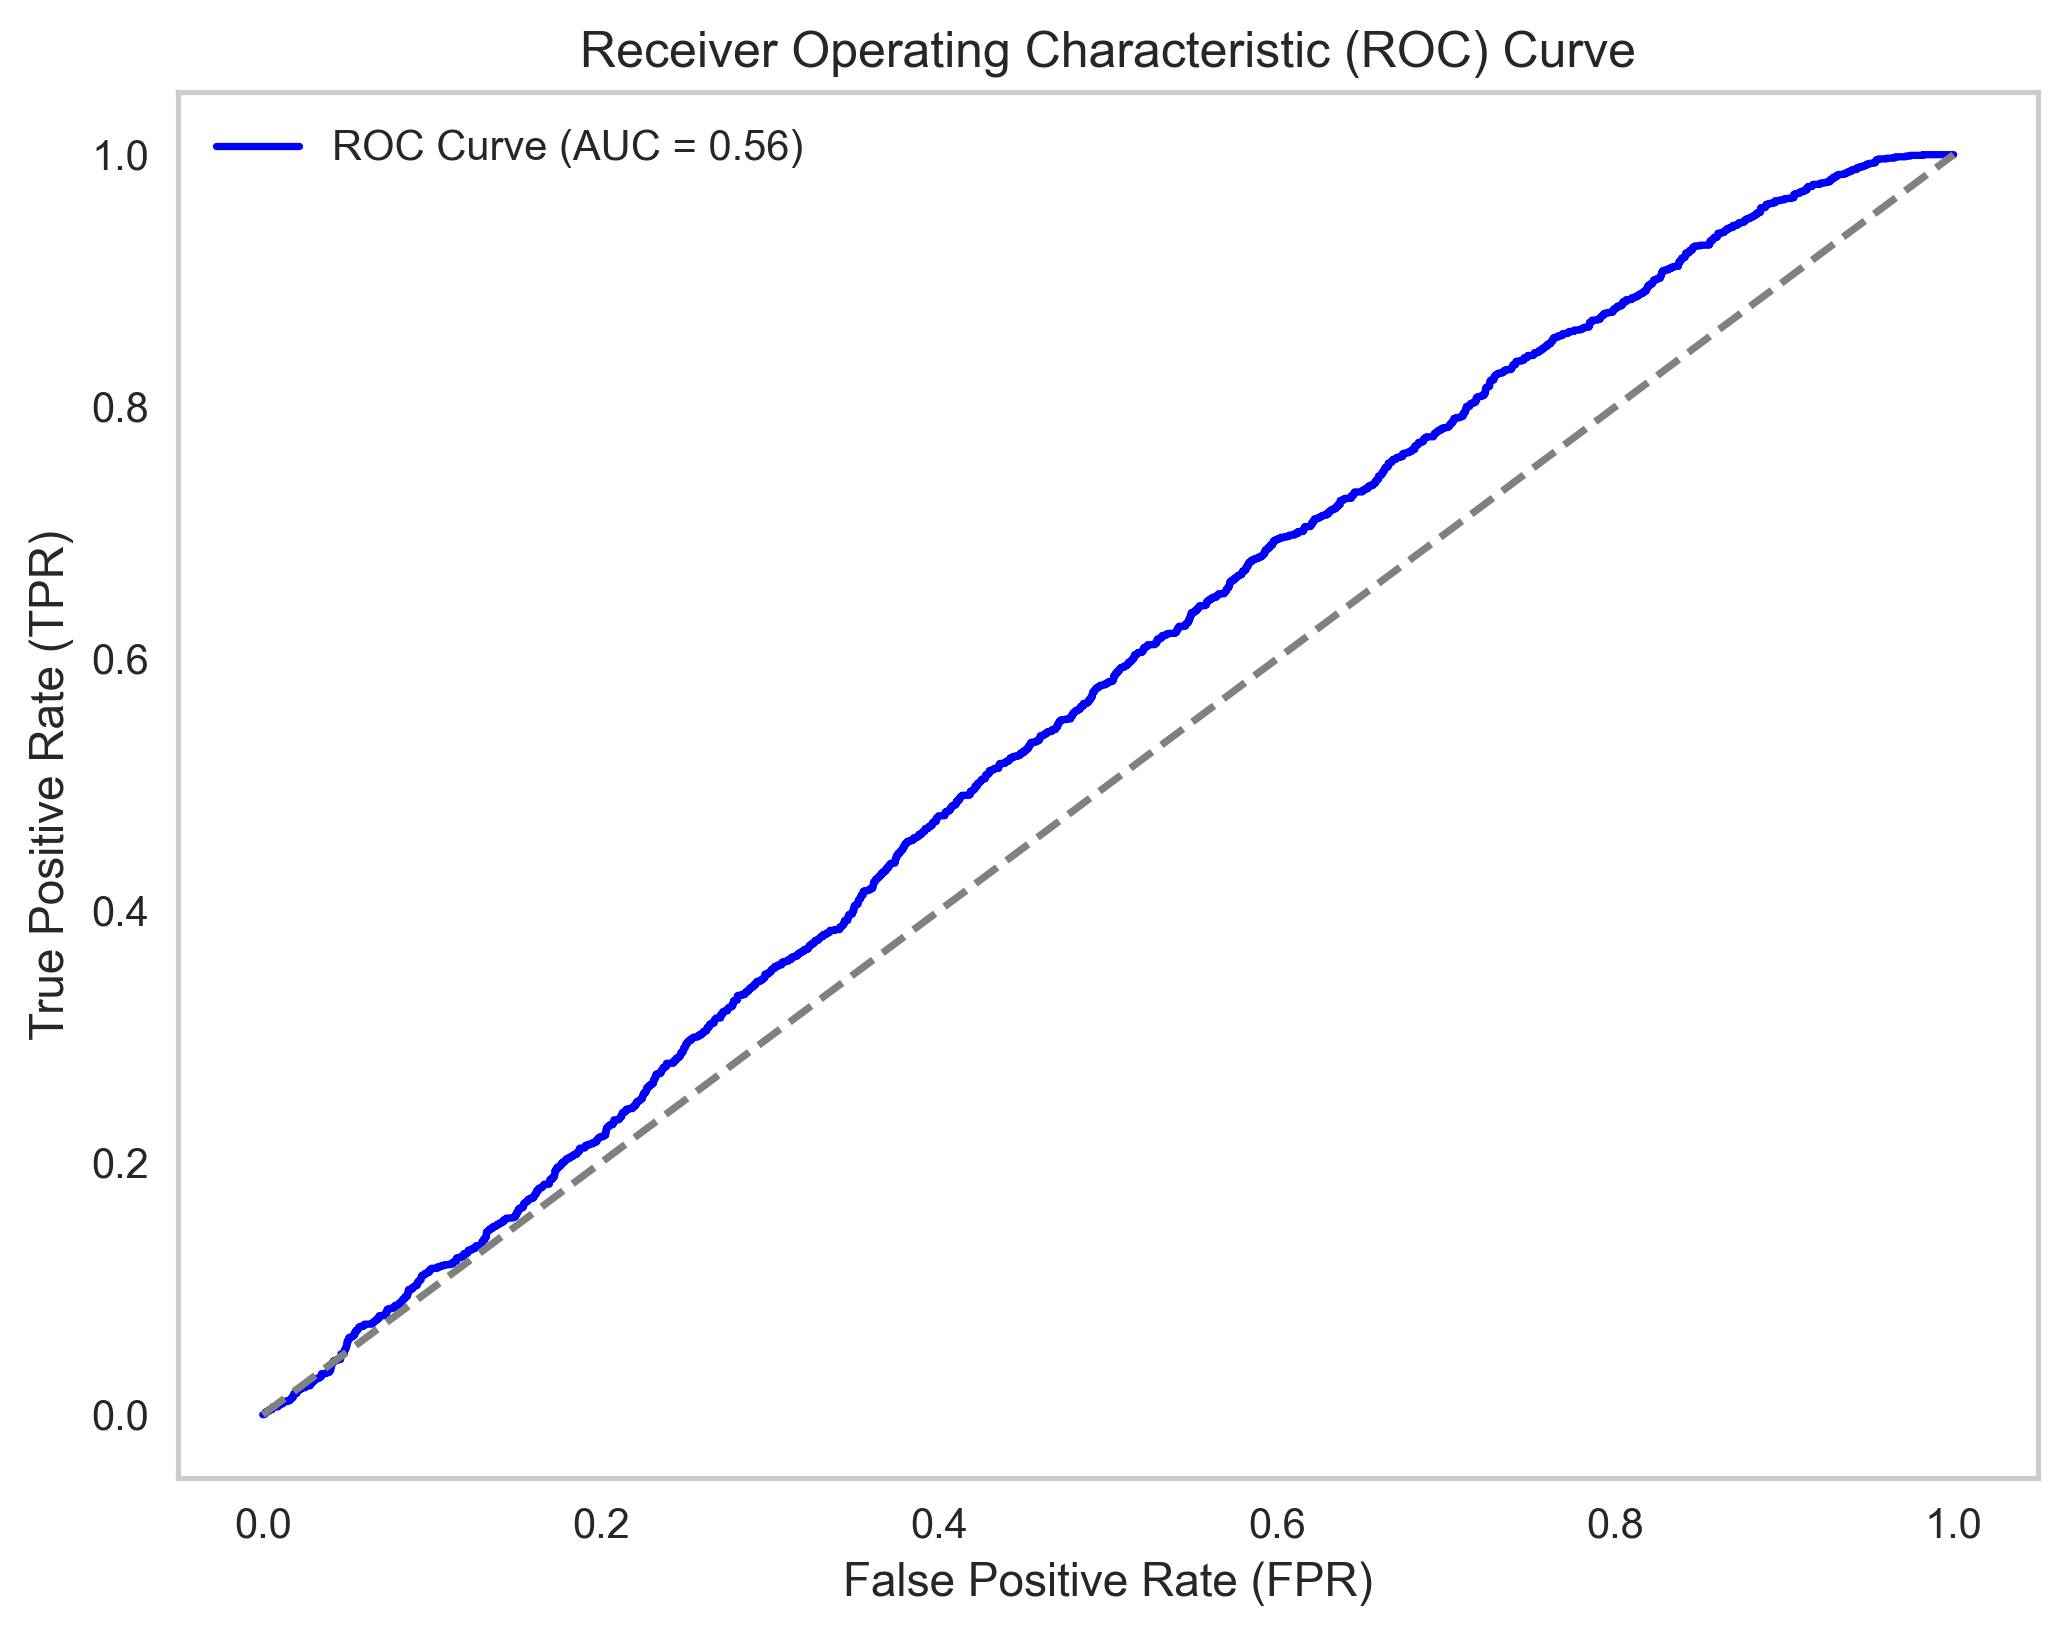 Receiver Operating Characteristic (ROC) Curve
ROC Curve (AUC = 0.56)
1.0
0.8
0.6
0.4
0.2
0.0
True Positive Rate (TPR)
0.0 0.2 0.4 0.6 0.8 1.0
False Positive Rate (FPR)